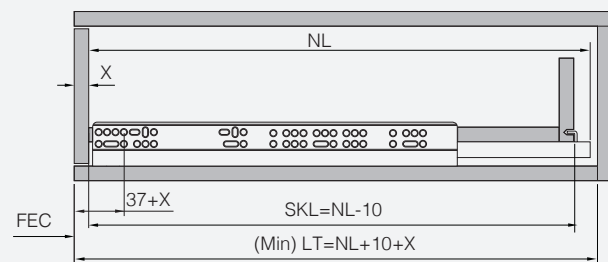 NL
X
37+X
SKL=NL-10
FEC
(Min) LT=NL+10+X